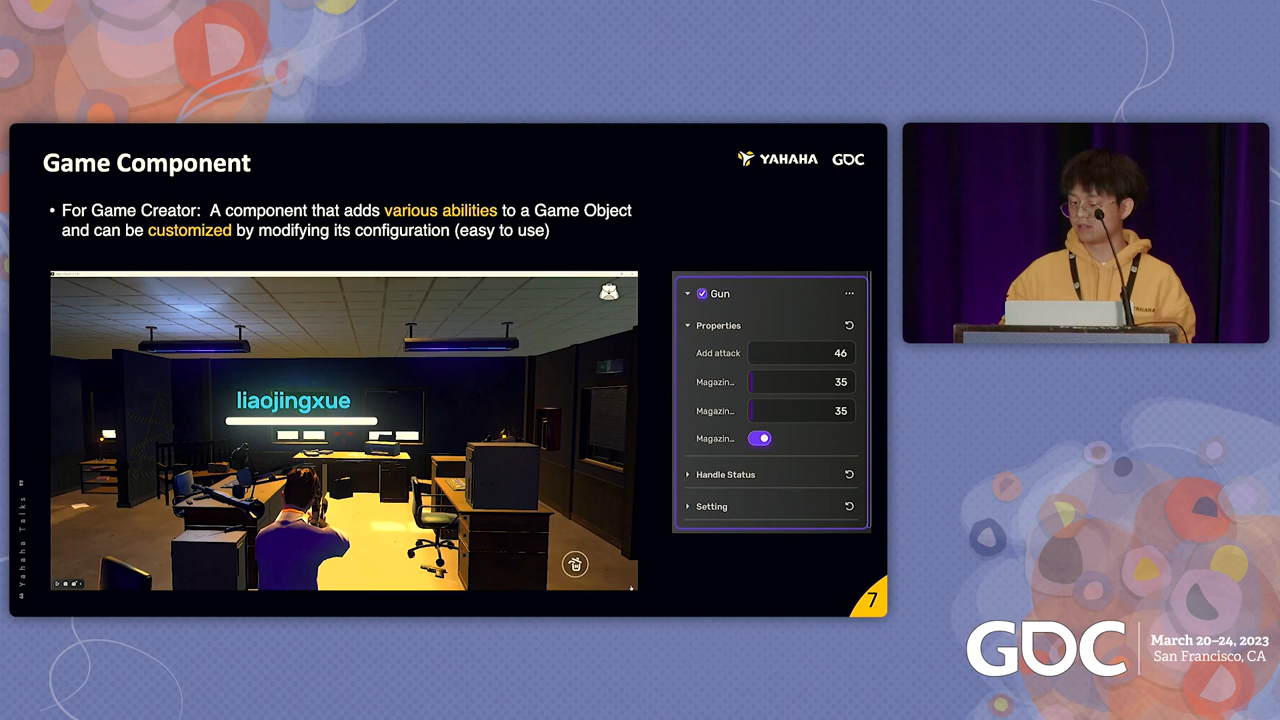 Game Component
YAHAHA GDC
• For Game Creator: A component that adds various abilities to a Game Object
and can be customized by modifying its configuration (easy to use)
liaojingxue
Gun
Properties
Add attack 46
Magazin... 35
Magazin... 35
Magazin...
Handle Status
Setting
Yahaha Talks
7
YAHAHA
GDC
March 20–24, 2023
San Francisco, CA